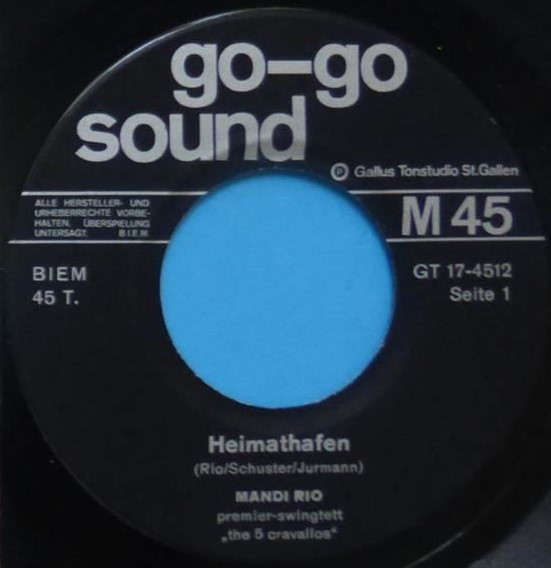 go-go
sound
Ⓟ Gallus Tonstudio St.Gallen
ALLE HERSTELLER- UND
URHEBERRECHTE VORBE-
HALTEN. ÜBERSPIELUNG
UNTERSAGT. B.I.E.M.
M 45
BIEM
45 T.
GT 17-4512
Seite 1
Heimathafen
(Rio/Schuster/Jurmann)
MANDI RIO
premier-swingtett
„the 5 cravallos“